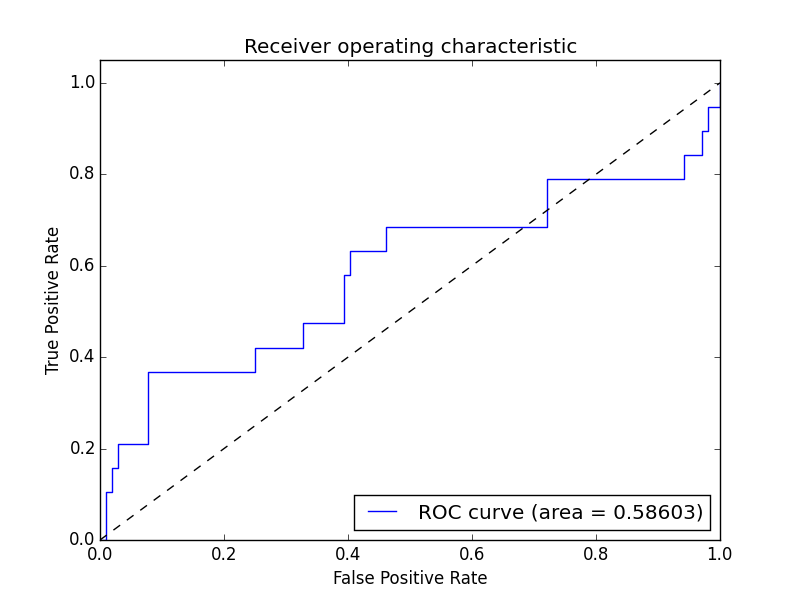 Receiver operating characteristic
1.0
0.8
0.6
0.4
0.2
0.0
True Positive Rate
ROC curve (area = 0.58603)
0.0 0.2 0.4 0.6 0.8 1.0
False Positive Rate